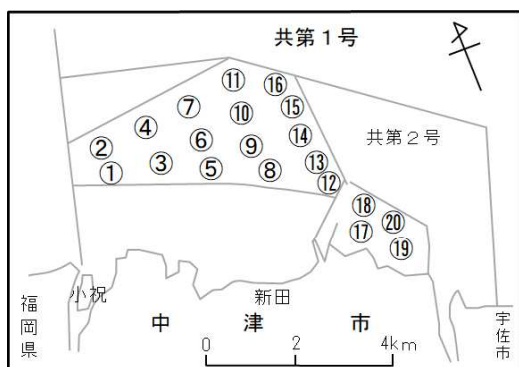 共第１号
⑪ ⑯
⑦ ⑮
④ ⑩
⑭ 共第２号
② ⑥ ⑨
① ③ ⑤ ⑧ ⑬
⑫
⑱
⑰ ⑳
⑲
小祝
新田
福岡県
中津市
宇佐市
0 2 4km